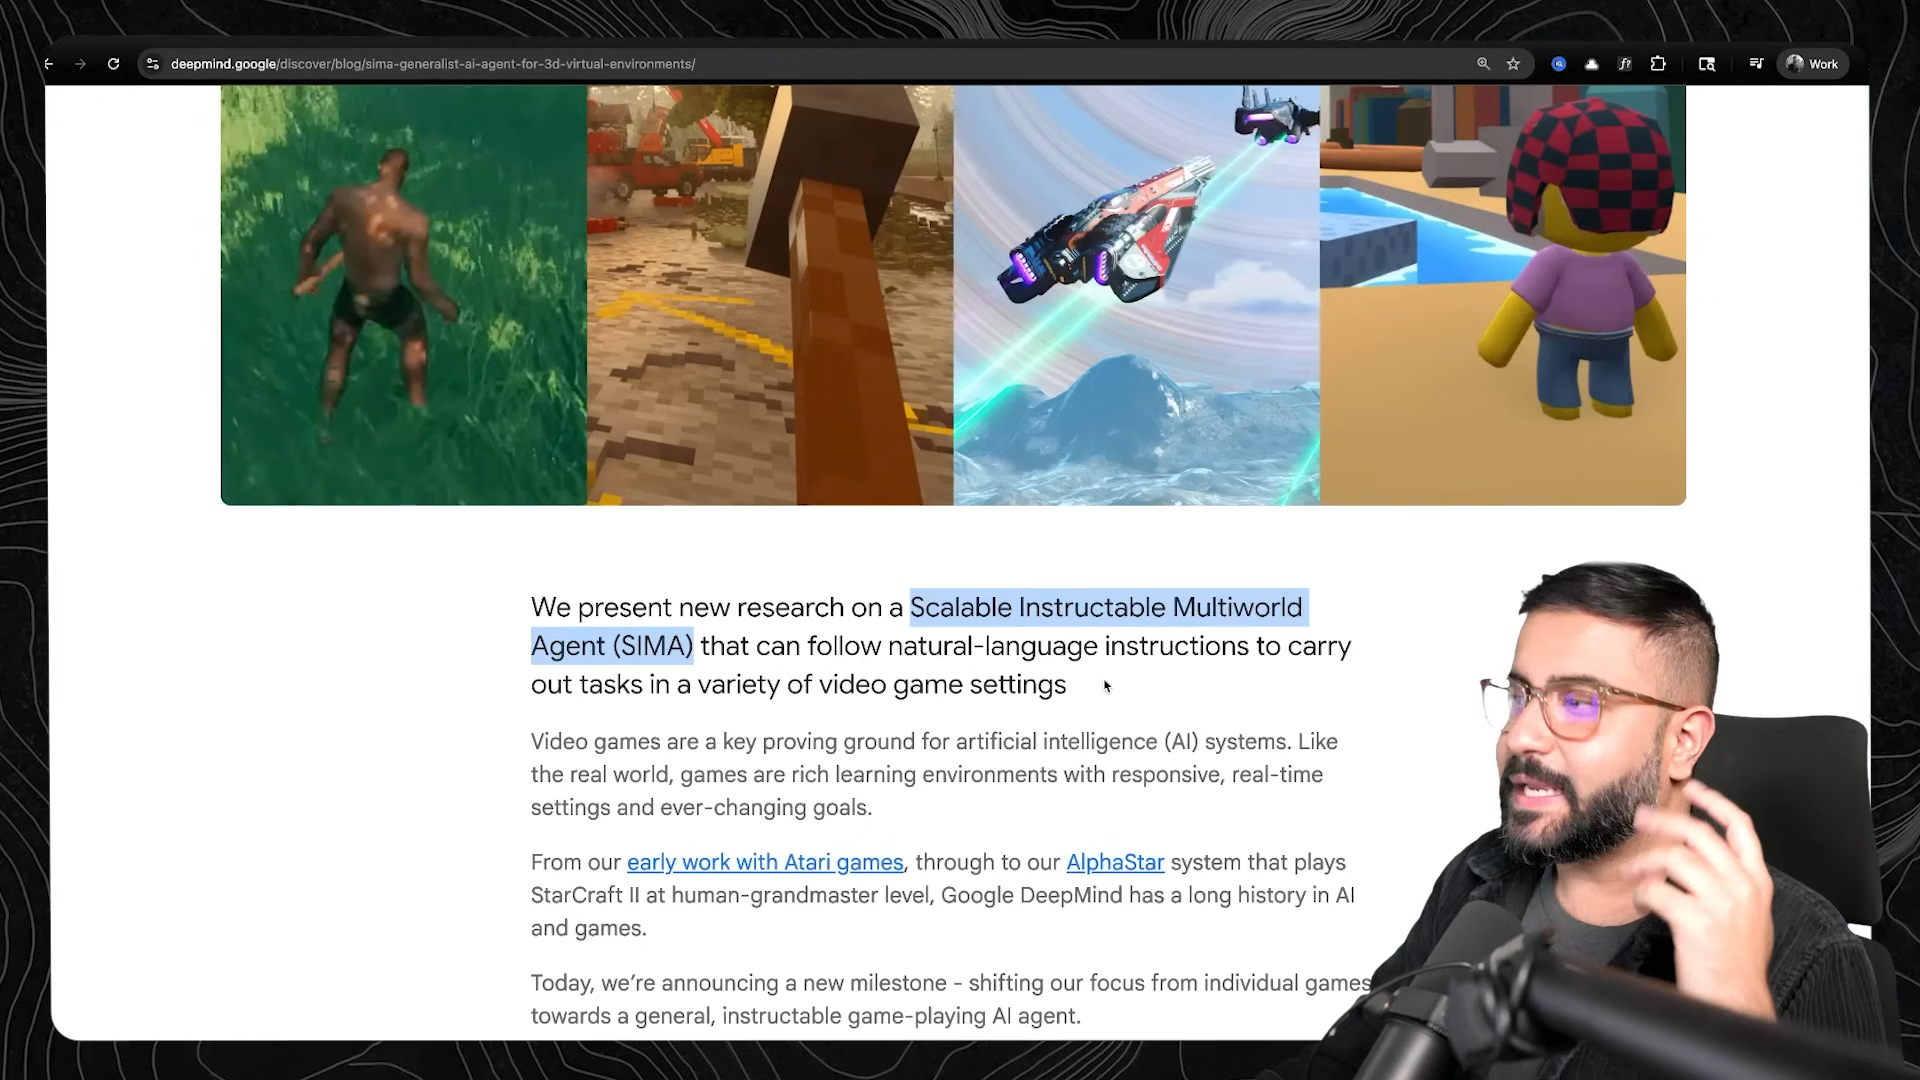 deepmind.google/discover/blog/sima-generalist-ai-agent-for-3d-virtual-environments/
Work
We present new research on a Scalable Instructable Multiworld
Agent (SIMA) that can follow natural-language instructions to carry
out tasks in a variety of video game settings
Video games are a key proving ground for artificial intelligence (AI) systems. Like
the real world, games are rich learning environments with responsive, real-time
settings and ever-changing goals.
From our early work with Atari games, through to our AlphaStar system that plays
StarCraft II at human-grandmaster level, Google DeepMind has a long history in AI
and games.
Today, we’re announcing a new milestone - shifting our focus from individual games
towards a general, instructable game-playing AI agent.